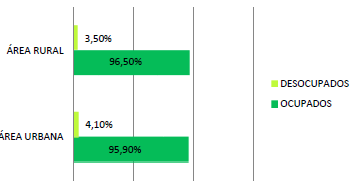 3,50%
ÁREA RURAL
96,50%
DESOCUPADOS
OCUPADOS
4,10%
ÁREA URBANA
95,90%